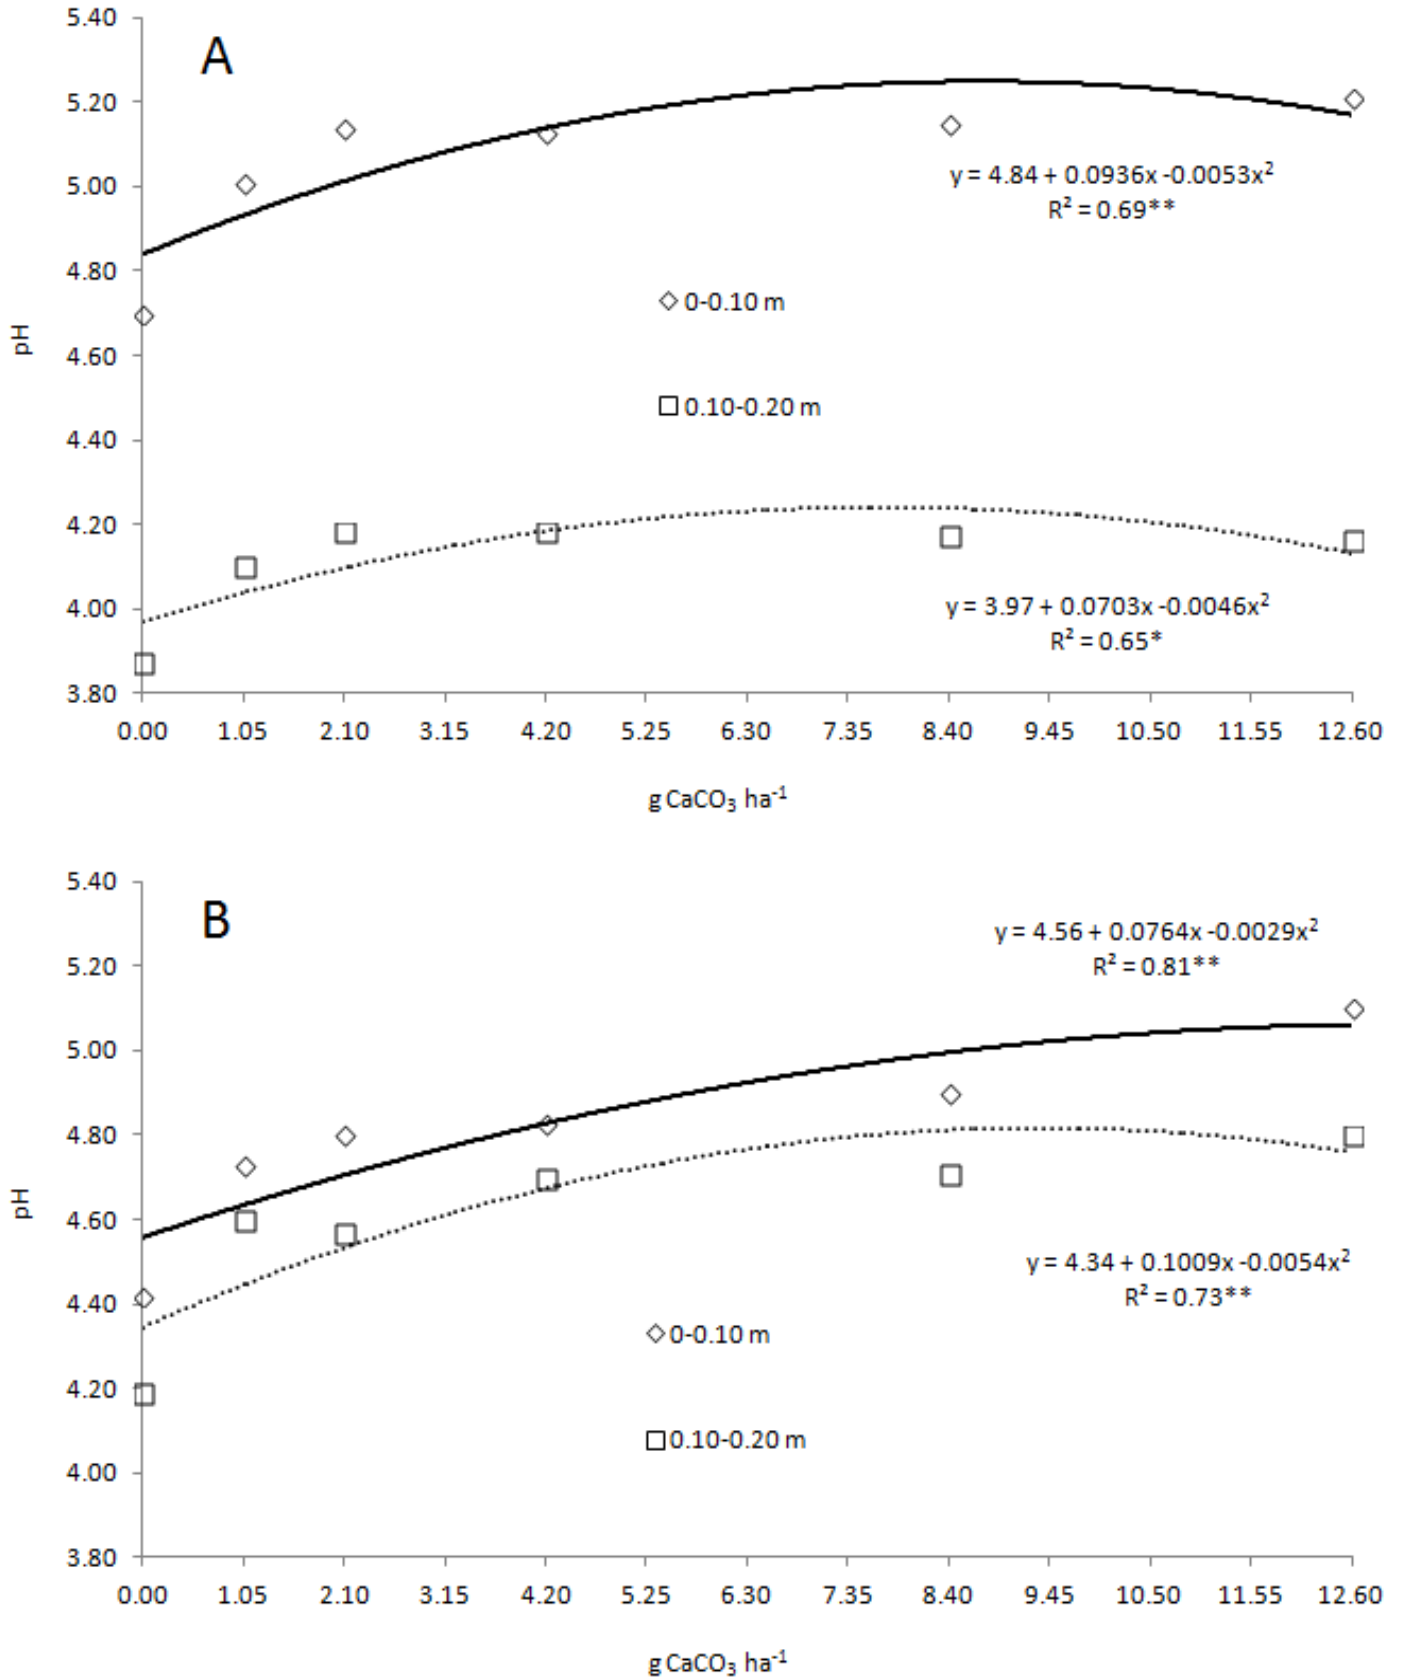 A
5.40
5.20
5.00
4.80
4.60
4.40
4.20
4.00
3.80
pH
y = 4.84 + 0.0936x -0.0053x²
R² = 0.69**
0-0.10 m
0.10-0.20 m
y = 3.97 + 0.0703x -0.0046x²
R² = 0.65*
0.00 1.05 2.10 3.15 4.20 5.25 6.30 7.35 8.40 9.45 10.50 11.55 12.60
g CaCO₃ ha⁻¹
B
5.40
5.20
5.00
4.80
4.60
4.40
4.20
4.00
3.80
pH
y = 4.56 + 0.0764x -0.0029x²
R² = 0.81**
y = 4.34 + 0.1009x -0.0054x²
R² = 0.73**
0-0.10 m
0.10-0.20 m
0.00 1.05 2.10 3.15 4.20 5.25 6.30 7.35 8.40 9.45 10.50 11.55 12.60
g CaCO₃ ha⁻¹